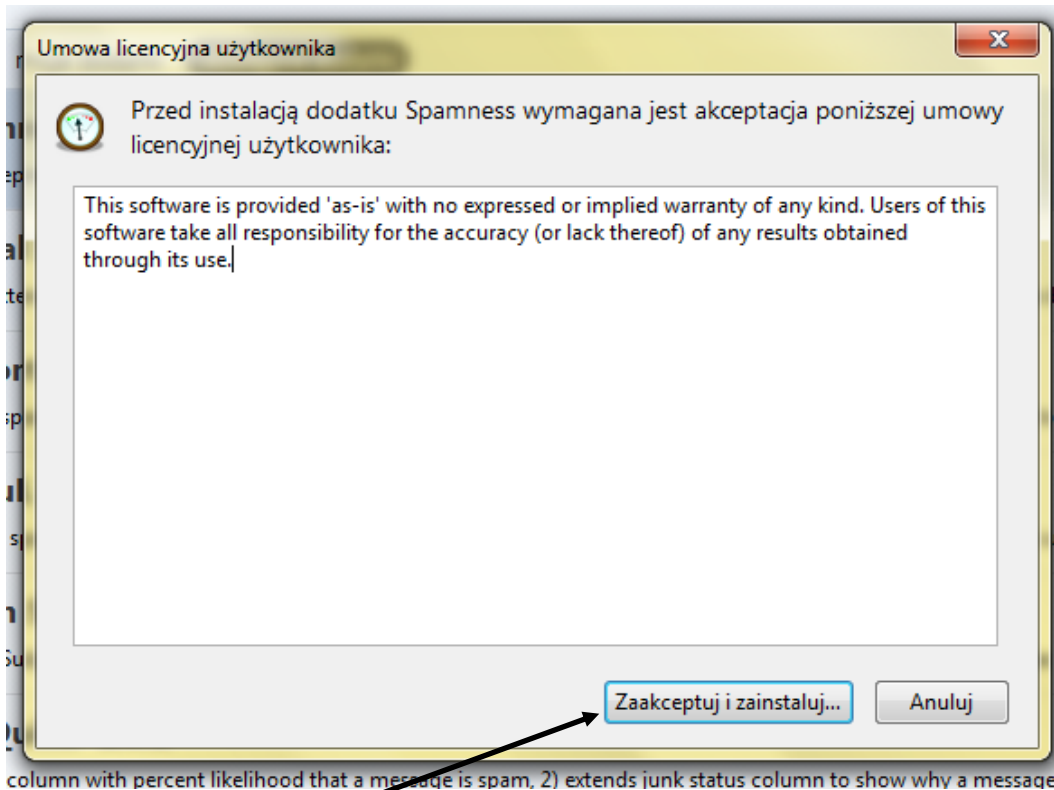 Umowa licencyjna użytkownika
Przed instalacją dodatku Spamness wymagana jest akceptacja poniższej umowy
licencyjnej użytkownika:
This software is provided 'as-is' with no expressed or implied warranty of any kind. Users of this
software take all responsibility for the accuracy (or lack thereof) of any results obtained
through its use.
Zaakceptuj i zainstaluj... Anuluj
column with percent likelihood that a message is spam, 2) extends junk status column to show why a message